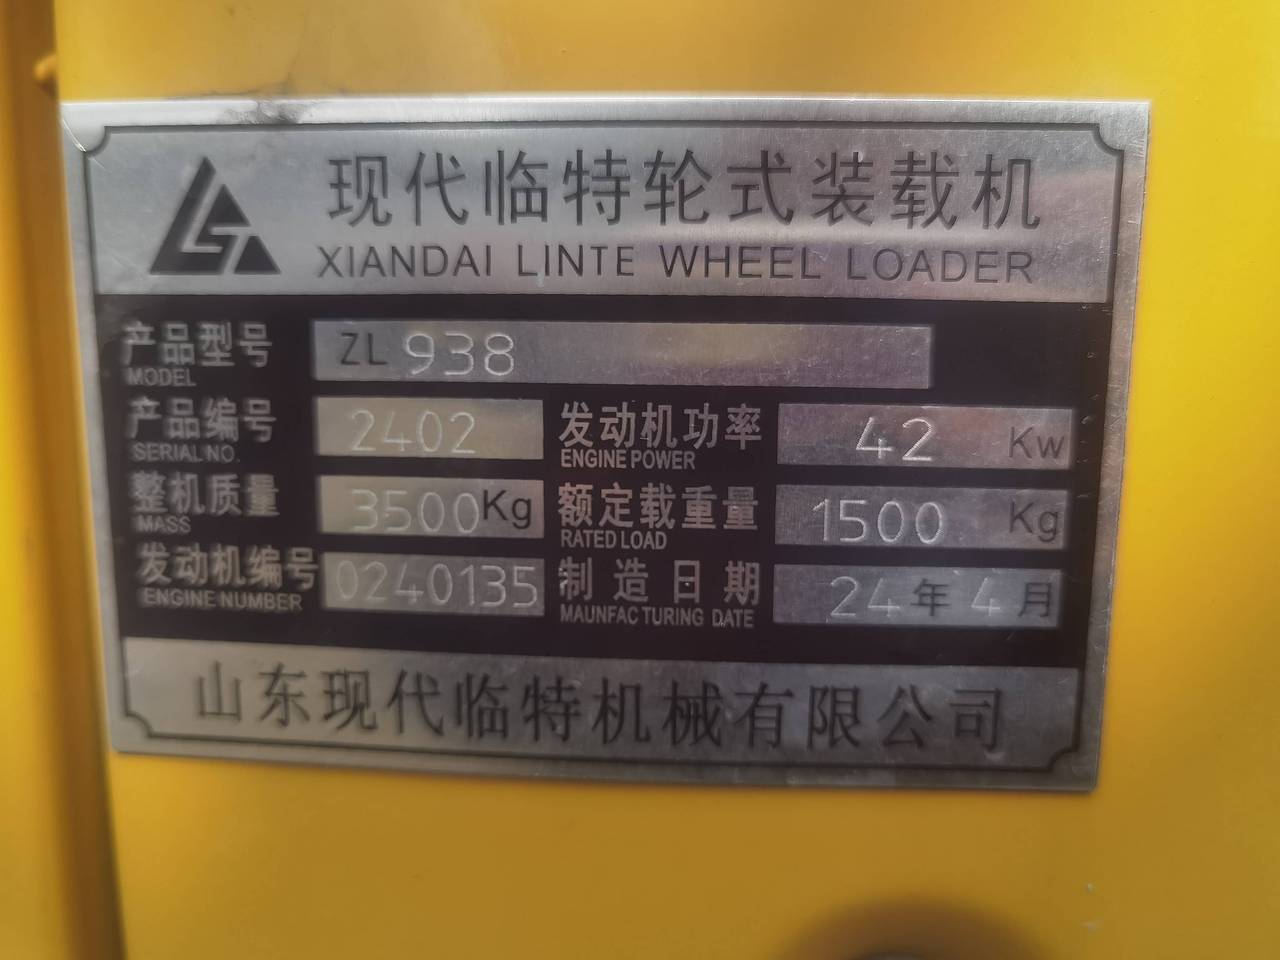 现代临特轮式装载机
XIANDAI LINTE WHEEL LOADER
产品型号 ZL 938
MODEL
产品编号 2402 发动机功率 42 Kw
SERIAL NO. ENGINE POWER
整机质量 3500Kg 额定载重量 1500 Kg
MASS RATED LOAD
发动机编号 0240135 制造日期 24年4月
ENGINE NUMBER MAUNFACTURING DATE
山东现代临特机械有限公司